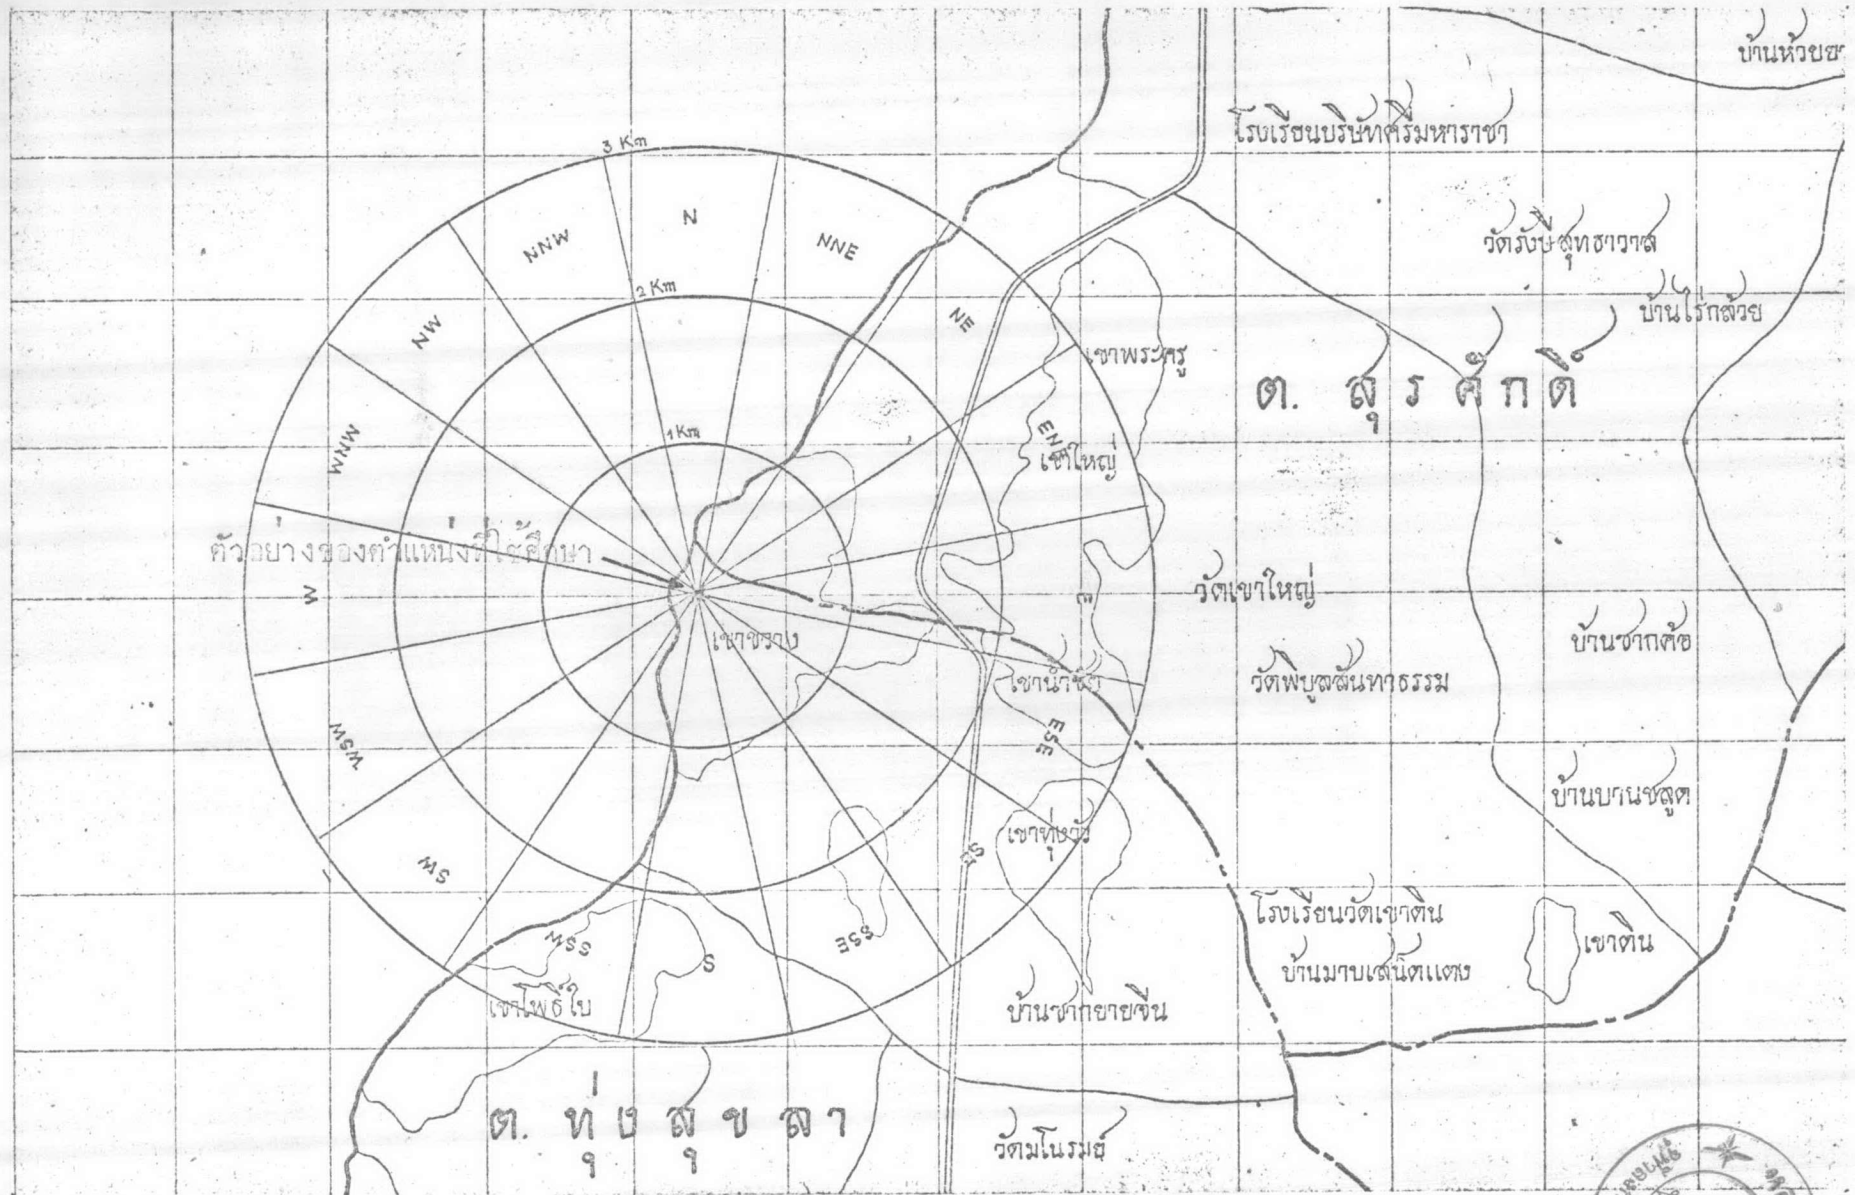 บ้านห้วย
โรงเรียนบริษัทศรีมหาราชา
3 Km
N
NNW
NNE
วัดรังษีสุทธาวาส
2 Km
บ้านไร่กล้วย
NE
NW
เขาพระครู
ต. สุรศักดิ์
1 Km
WNW
ENE
เขาใหญ่
ตัวอย่างของตำแหน่งที่ใช้ศึกษา
W
E
วัดเขาใหญ่
เขาขวาง
บ้านชากค้อ
เขาน้ำซับ
วัดพิบูลสันทาธรรม
WSW
ESE
บ้านบานชลูด
เขาทุ่งวัว
SE
SW
โรงเรียนวัดเขาดิน
SSW
SSE
เขาดิน
S
บ้านมาบเสม็ดแดง
เขาโพธิ์ใบ
บ้านชากยายจีน
ต. ทุ่งสุขลา
วัดมโนรมย์